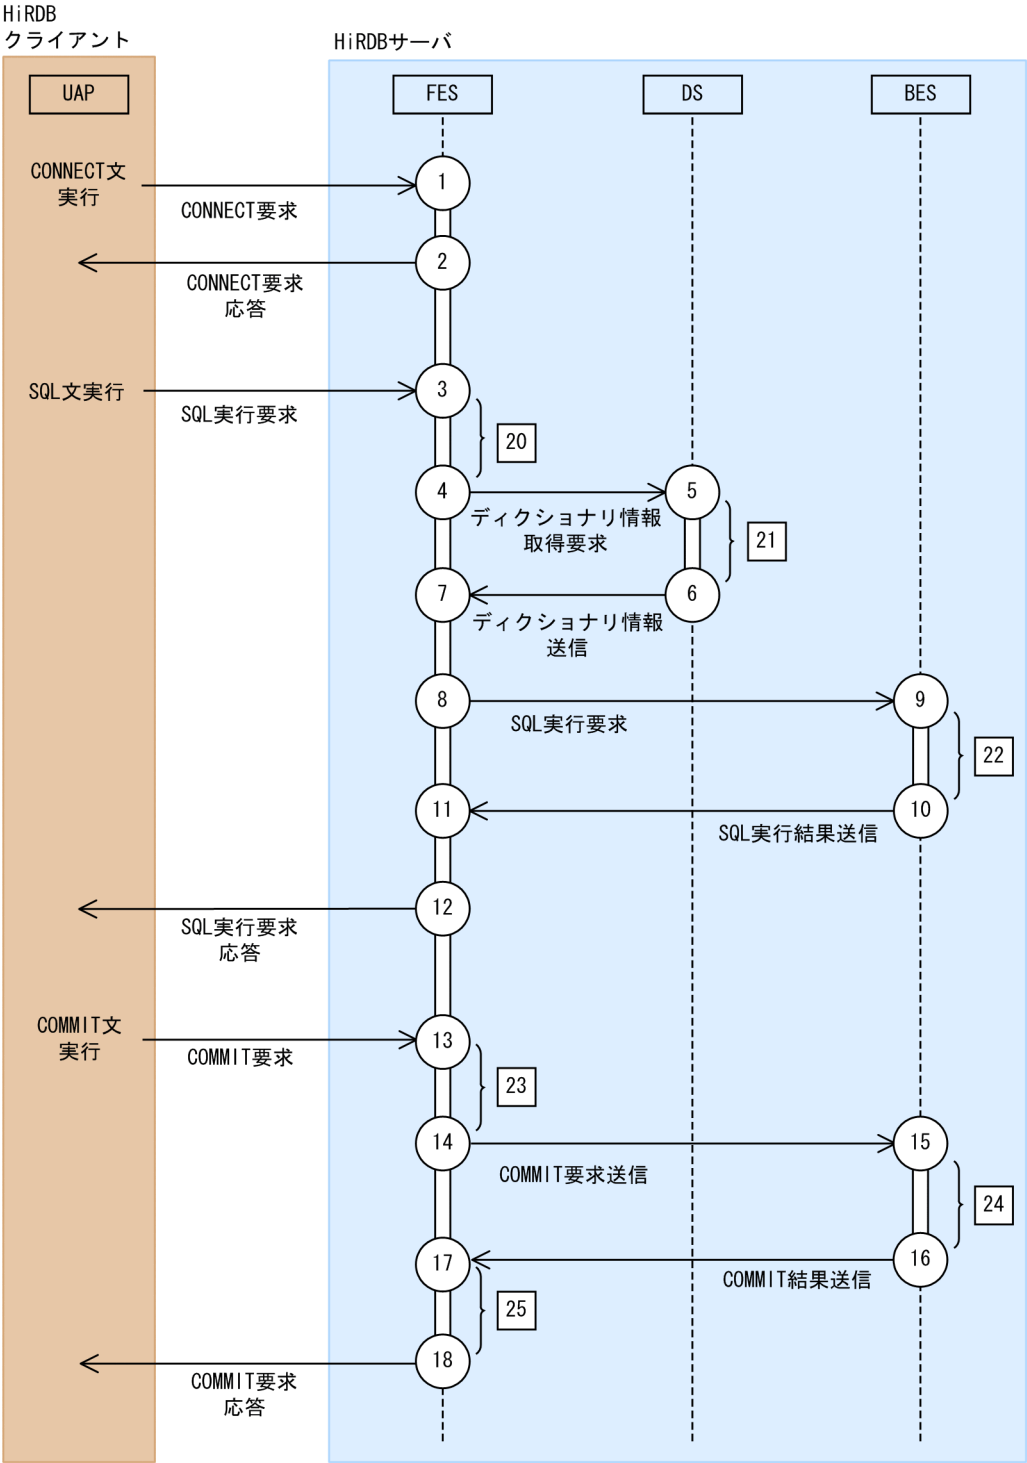 HiRDB
クライアント
HiRDBサーバ
UAP
FES
DS
BES
CONNECT文
実行
1
CONNECT要求
2
CONNECT要求
応答
SQL文実行
3
SQL実行要求
20
4
5
ディクショナリ情報
取得要求
21
7
6
ディクショナリ情報
送信
8
9
SQL実行要求
22
11
10
SQL実行結果送信
12
SQL実行要求
応答
COMMIT文
実行
13
COMMIT要求
23
14
15
COMMIT要求送信
24
17
16
COMMIT結果送信
25
18
COMMIT要求
応答